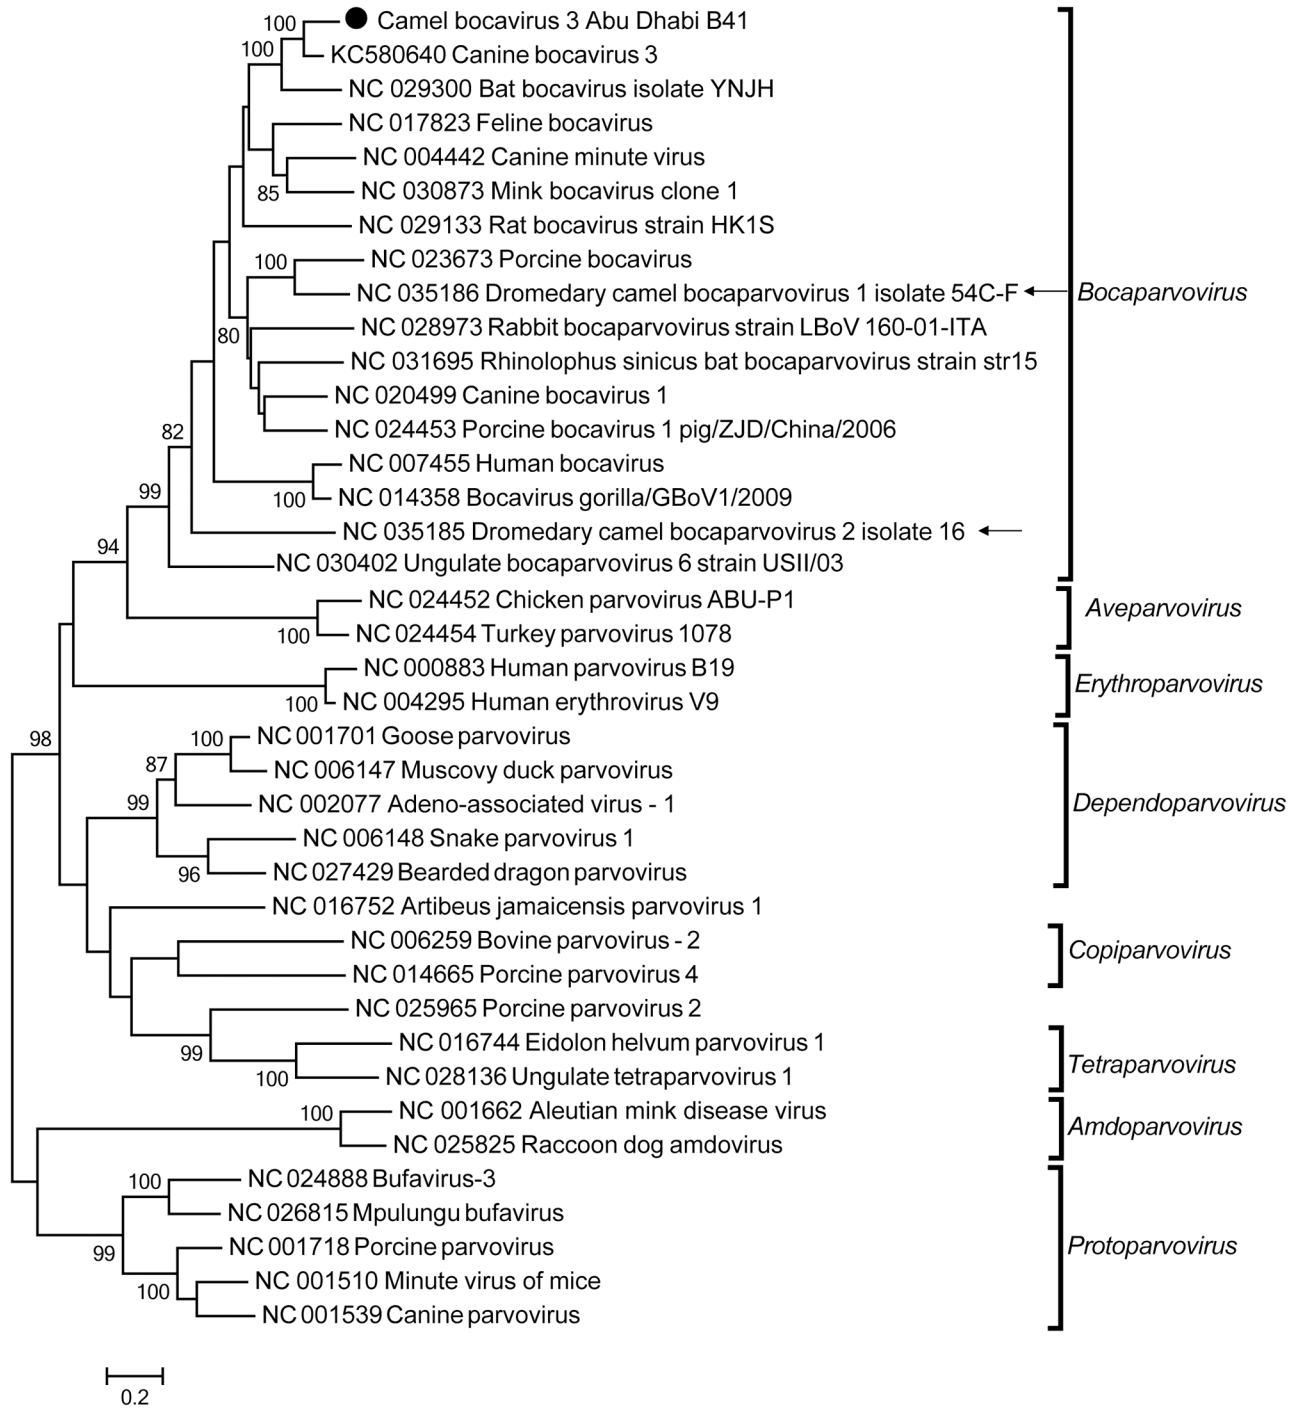 100
Camel bocavirus 3 Abu Dhabi B41
100
KC580640 Canine bocavirus 3
NC 029300 Bat bocavirus isolate YNJH
NC 017823 Feline bocavirus
NC 004442 Canine minute virus
85
NC 030873 Mink bocavirus clone 1
NC 029133 Rat bocavirus strain HK1S
100
NC 023673 Porcine bocavirus
NC 035186 Dromedary camel bocaparvovirus 1 isolate 54C-F
Bocaparvovirus
NC 028973 Rabbit bocaparvovirus strain LBoV 160-01-ITA
80
NC 031695 Rhinolophus sinicus bat bocaparvovirus strain str15
NC 020499 Canine bocavirus 1
NC 024453 Porcine bocavirus 1 pig/ZJD/China/2006
82
NC 007455 Human bocavirus
99
100
NC 014358 Bocavirus gorilla/GBoV1/2009
NC 035185 Dromedary camel bocaparvovirus 2 isolate 16
94
NC 030402 Ungulate bocaparvovirus 6 strain USII/03
NC 024452 Chicken parvovirus ABU-P1
Aveparvovirus
100
NC 024454 Turkey parvovirus 1078
NC 000883 Human parvovirus B19
Erythroparvovirus
100
NC 004295 Human erythrovirus V9
98
100
NC 001701 Goose parvovirus
87
NC 006147 Muscovy duck parvovirus
99
NC 002077 Adeno-associated virus - 1
Dependoparvovirus
NC 006148 Snake parvovirus 1
96
NC 027429 Bearded dragon parvovirus
NC 016752 Artibeus jamaicensis parvovirus 1
NC 006259 Bovine parvovirus - 2
Copiparvovirus
NC 014665 Porcine parvovirus 4
NC 025965 Porcine parvovirus 2
99
NC 016744 Eidolon helvum parvovirus 1
Tetraparvovirus
100
NC 028136 Ungulate tetraparvovirus 1
100
NC 001662 Aleutian mink disease virus
Amdoparvovirus
NC 025825 Raccoon dog amdovirus
100
NC 024888 Bufavirus-3
NC 026815 Mpulungu bufavirus
99
NC 001718 Porcine parvovirus
Protoparvovirus
100
NC 001510 Minute virus of mice
NC 001539 Canine parvovirus
0.2